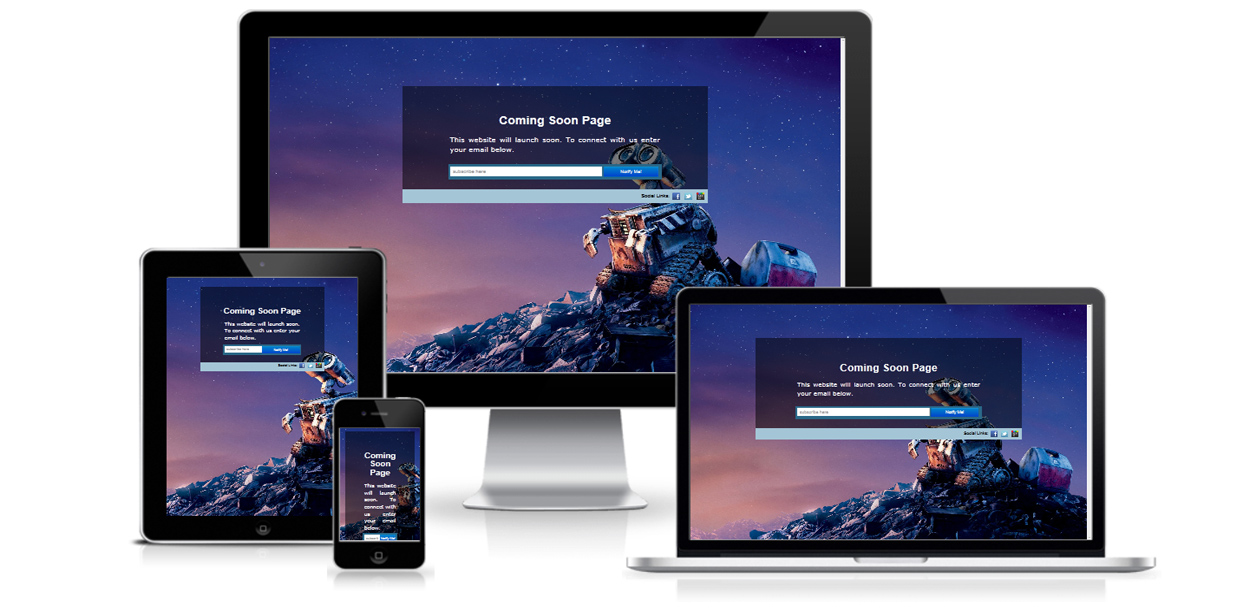 Coming Soon Page
This website will launch soon. To connect with us enter
your email below.
subscribe here
Notify Me!
Social Links:
Coming Soon Page
This website will launch soon.
To connect with us enter
your email below.
subscribe here
Notify Me!
Social Links:
Coming
Soon
Page
This website
will launch
soon. To
connect with
us enter
your email
below.
Notify Me!
Coming Soon Page
This website will launch soon. To connect with us enter
your email below.
subscribe here
Notify Me!
Social Links: